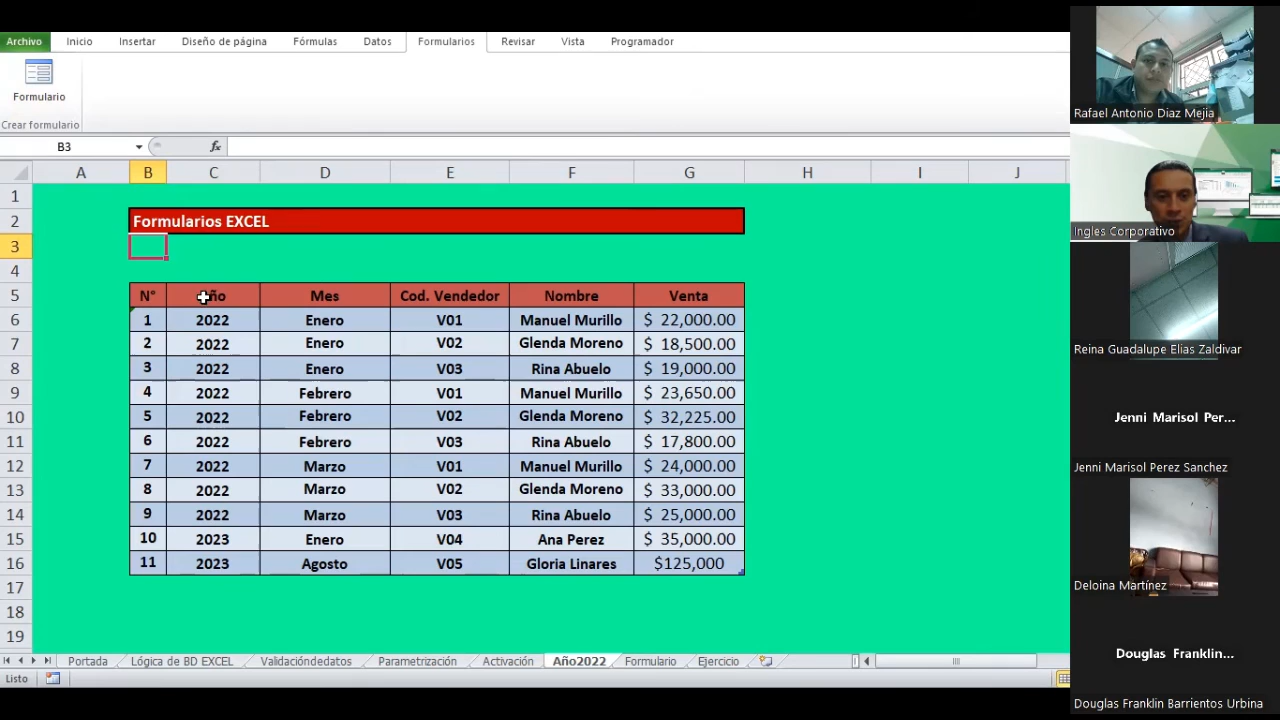 Archivo Inicio Insertar Diseño de página Fórmulas Datos Formularios Revisar Vista Programador
Formulario
Crear formulario
B3 fx
A B C D E F G H I J
1
2 Formularios EXCEL
3
4
5 N° Año Mes Cod. Vendedor Nombre Venta
6 1 2022 Enero V01 Manuel Murillo $ 22,000.00
7 2 2022 Enero V02 Glenda Moreno $ 18,500.00
8 3 2022 Enero V03 Rina Abuelo $ 19,000.00
9 4 2022 Febrero V01 Manuel Murillo $ 23,650.00
10 5 2022 Febrero V02 Glenda Moreno $ 32,225.00
11 6 2022 Febrero V03 Rina Abuelo $ 17,800.00
12 7 2022 Marzo V01 Manuel Murillo $ 24,000.00
13 8 2022 Marzo V02 Glenda Moreno $ 33,000.00
14 9 2022 Marzo V03 Rina Abuelo $ 25,000.00
15 10 2023 Enero V04 Ana Perez $ 35,000.00
16 11 2023 Agosto V05 Gloria Linares $125,000
17
18
19
Portada Lógica de BD EXCEL Validacióndedatos Parametrización Activación Año2022 Formulario Ejercicio
Listo
Rafael Antonio Diaz Mejia
Ingles Corporativo
Reina Guadalupe Elias Zaldivar
Jenni Marisol Per...
Jenni Marisol Perez Sanchez
Deloina Martínez
Douglas Franklin...
Douglas Franklin Barrientos Urbina